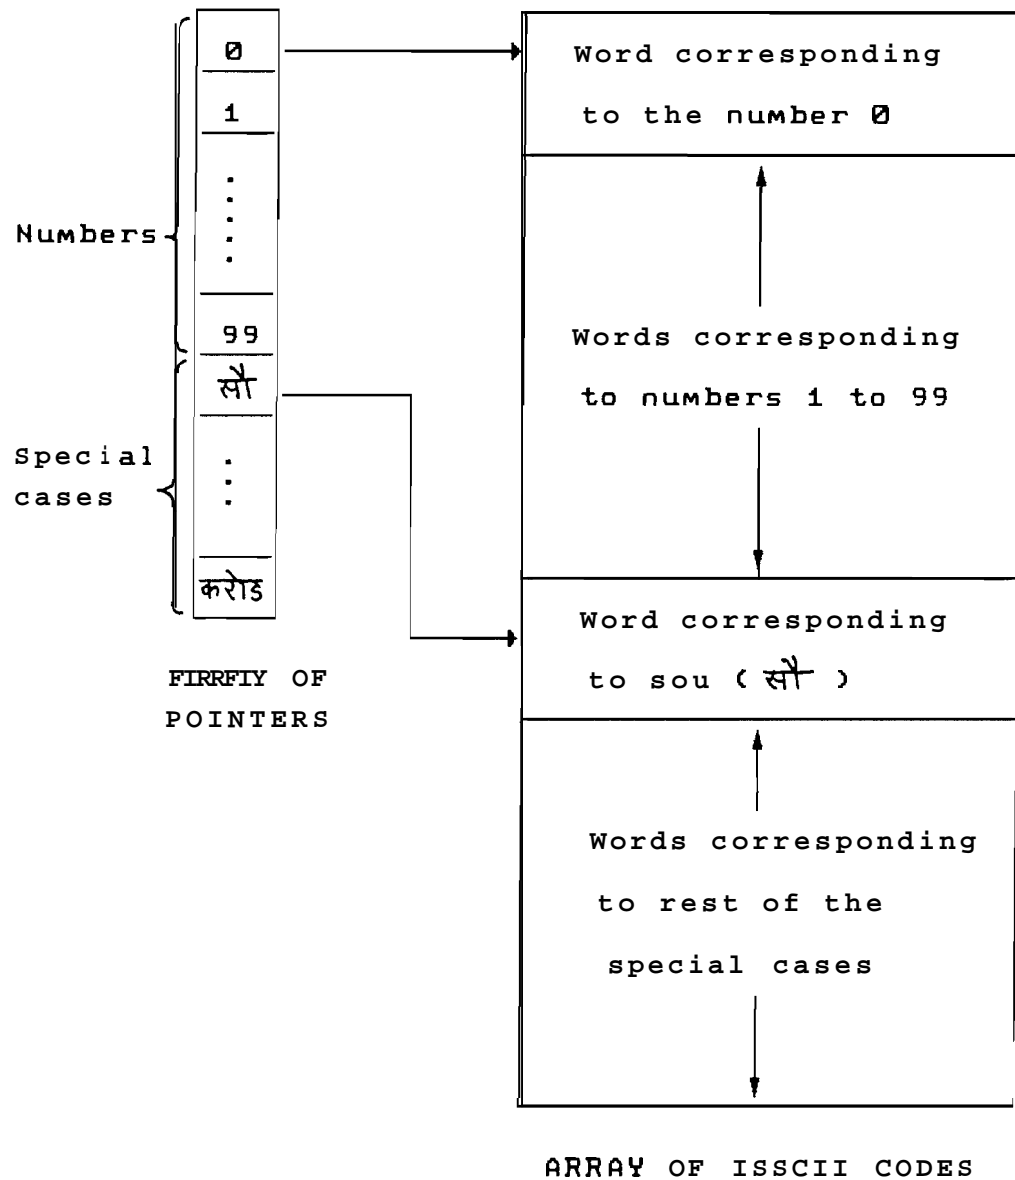 0
1
Numbers
99
सौ
Special
cases
करोड
FIRRFIY OF
POINTERS
Word corresponding
to the number 0
Words corresponding
to numbers 1 to 99
Word corresponding
to sou ( सौ )
Words corresponding
to rest of the
special cases
ARRAY OF ISSCII CODES